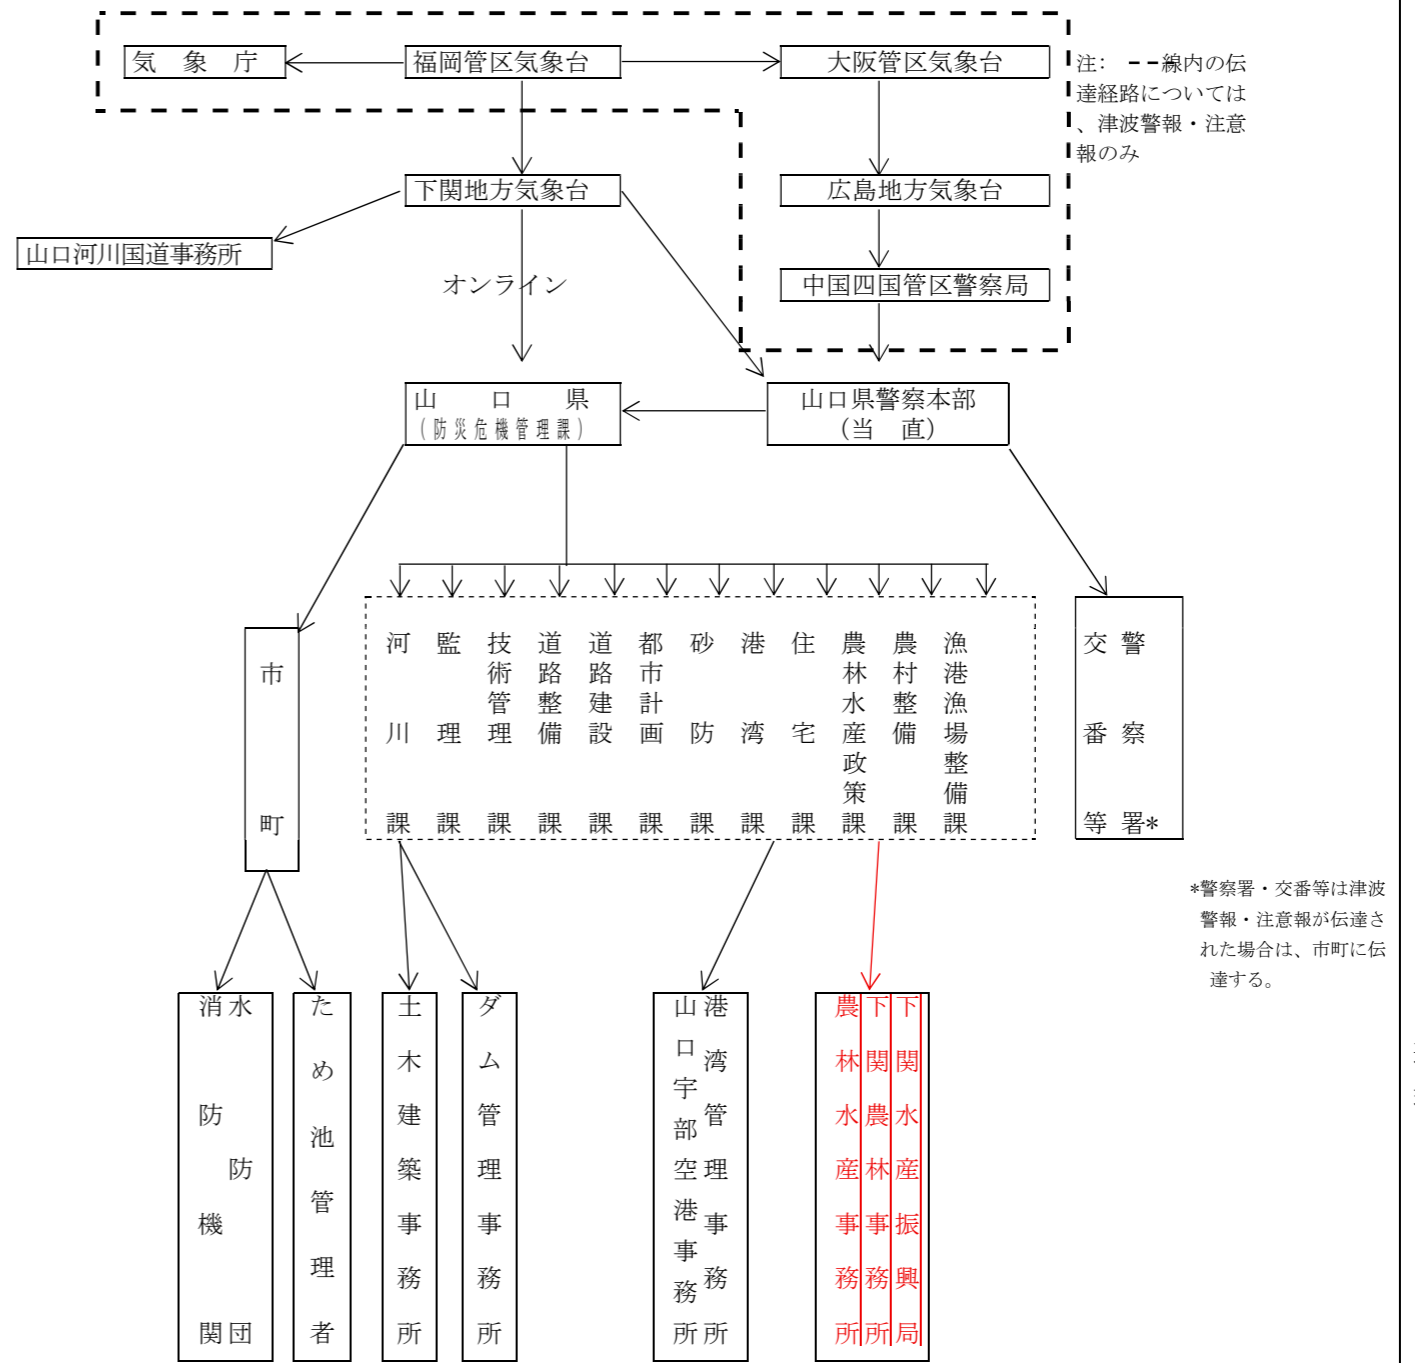 気象庁
福岡管区気象台
大阪管区気象台
注: --線内の伝
達経路については
、津波警報・注意
報のみ
下関地方気象台
広島地方気象台
山口河川国道事務所
オンライン
中国四国管区警察局
山口県
(防災危機管理課)
山口県警察本部
(当 直)
市町
河川課
監理課
技術管理課
道路整備課
道路建設課
都市計画課
砂防課
港湾課
住宅課
農林水産政策課
農村整備課
漁港漁場整備課
警察署*
交番等
*警察署・交番等は津波
警報・注意報が伝達さ
れた場合は、市町に伝
達する。
水防団
消防機関
ため池管理者
土木建築事務所
ダム管理事務所
港湾管理事務所
山口宇部空港事務所
下関水産振興局
下関農林事務所
農林水産事務所